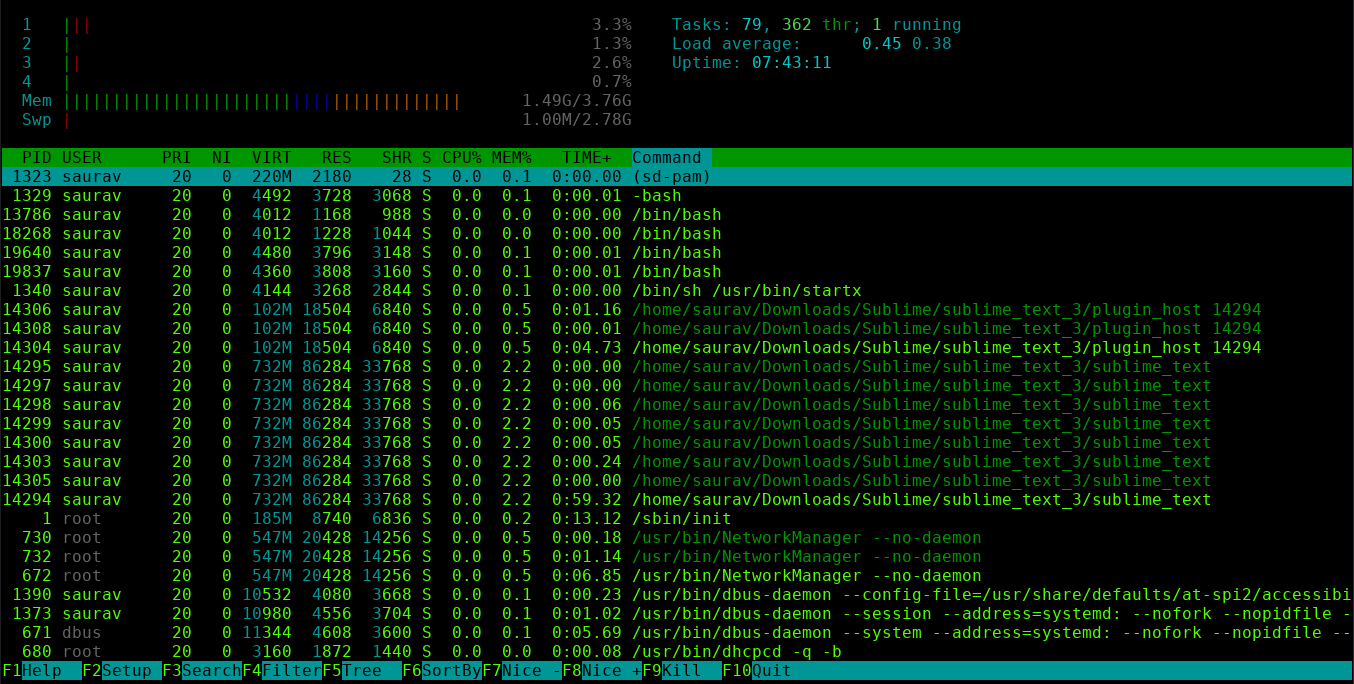 1 ||| 3.3% Tasks: 79, 362 thr; 1 running
2 | 1.3% Load average: 0.45 0.38
3 || 2.6% Uptime: 07:43:11
4 | 0.7%
Mem |||||||||||||||||||||||||||||||||||||||| 1.49G/3.76G
Swp | 1.00M/2.78G
PID USER PRI NI VIRT RES SHR S CPU% MEM% TIME+ Command
1323 saurav 20 0 220M 2180 28 S 0.0 0.1 0:00.00 (sd-pam)
1329 saurav 20 0 4492 3728 3068 S 0.0 0.1 0:00.01 -bash
13786 saurav 20 0 4012 1168 988 S 0.0 0.0 0:00.00 /bin/bash
18268 saurav 20 0 4012 1228 1044 S 0.0 0.0 0:00.00 /bin/bash
19640 saurav 20 0 4480 3796 3148 S 0.0 0.1 0:00.01 /bin/bash
19837 saurav 20 0 4360 3808 3160 S 0.0 0.1 0:00.01 /bin/bash
1340 saurav 20 0 4144 3268 2844 S 0.0 0.1 0:00.00 /bin/sh /usr/bin/startx
14306 saurav 20 0 102M 18504 6840 S 0.0 0.5 0:01.16 /home/saurav/Downloads/Sublime/sublime_text_3/plugin_host 14294
14308 saurav 20 0 102M 18504 6840 S 0.0 0.5 0:00.01 /home/saurav/Downloads/Sublime/sublime_text_3/plugin_host 14294
14304 saurav 20 0 102M 18504 6840 S 0.0 0.5 0:04.73 /home/saurav/Downloads/Sublime/sublime_text_3/plugin_host 14294
14295 saurav 20 0 732M 86284 33768 S 0.0 2.2 0:00.00 /home/saurav/Downloads/Sublime/sublime_text_3/sublime_text
14297 saurav 20 0 732M 86284 33768 S 0.0 2.2 0:00.00 /home/saurav/Downloads/Sublime/sublime_text_3/sublime_text
14298 saurav 20 0 732M 86284 33768 S 0.0 2.2 0:00.06 /home/saurav/Downloads/Sublime/sublime_text_3/sublime_text
14299 saurav 20 0 732M 86284 33768 S 0.0 2.2 0:00.05 /home/saurav/Downloads/Sublime/sublime_text_3/sublime_text
14300 saurav 20 0 732M 86284 33768 S 0.0 2.2 0:00.05 /home/saurav/Downloads/Sublime/sublime_text_3/sublime_text
14303 saurav 20 0 732M 86284 33768 S 0.0 2.2 0:00.24 /home/saurav/Downloads/Sublime/sublime_text_3/sublime_text
14305 saurav 20 0 732M 86284 33768 S 0.0 2.2 0:00.00 /home/saurav/Downloads/Sublime/sublime_text_3/sublime_text
14294 saurav 20 0 732M 86284 33768 S 0.0 2.2 0:59.32 /home/saurav/Downloads/Sublime/sublime_text_3/sublime_text
1 root 20 0 185M 8740 6836 S 0.0 0.2 0:13.12 /sbin/init
730 root 20 0 547M 20428 14256 S 0.0 0.5 0:00.18 /usr/bin/NetworkManager --no-daemon
732 root 20 0 547M 20428 14256 S 0.0 0.5 0:01.14 /usr/bin/NetworkManager --no-daemon
672 root 20 0 547M 20428 14256 S 0.0 0.5 0:06.85 /usr/bin/NetworkManager --no-daemon
1390 saurav 20 0 10532 4080 3668 S 0.0 0.1 0:00.23 /usr/bin/dbus-daemon --config-file=/usr/share/defaults/at-spi2/accessibi
1373 saurav 20 0 10980 4556 3704 S 0.0 0.1 0:01.02 /usr/bin/dbus-daemon --session --address=systemd: --nofork --nopidfile -
671 dbus 20 0 11344 4608 3600 S 0.0 0.1 0:05.69 /usr/bin/dbus-daemon --system --address=systemd: --nofork --nopidfile --
680 root 20 0 3160 1872 1440 S 0.0 0.0 0:00.08 /usr/bin/dhcpcd -q -b
F1Help F2Setup F3SearchF4FilterF5Tree F6SortByF7Nice -F8Nice +F9Kill F10Quit